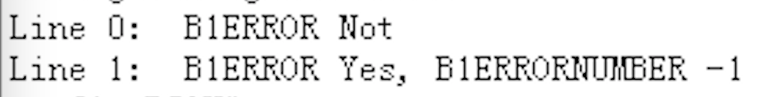 Line 0: B1ERROR Not
Line 1: B1ERROR Yes, B1ERRORNUMBER -1